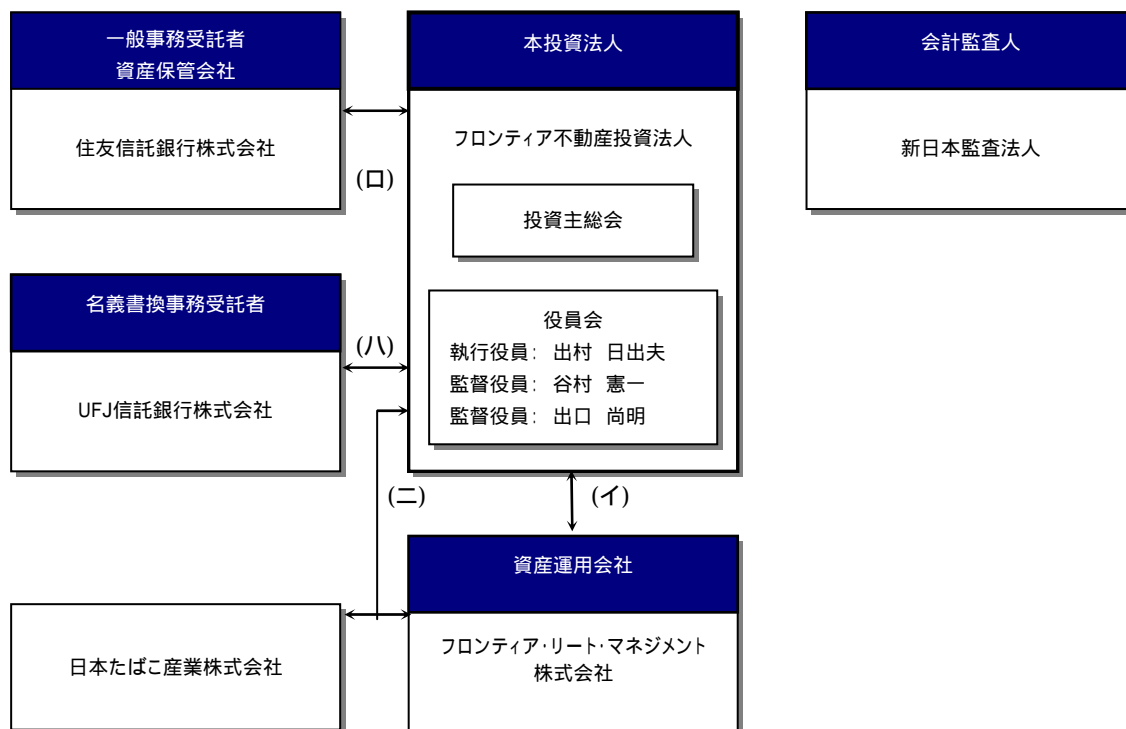 一般事務受託者
資産保管会社
住友信託銀行株式会社
(ロ)
本投資法人
フロンティア不動産投資法人
投資主総会
役員会
執行役員: 出村 日出夫
監督役員: 谷村 憲一
監督役員: 出口 尚明
会計監査人
新日本監査法人
名義書換事務受託者
UFJ信託銀行株式会社
(ハ)
(ニ)
(イ)
資産運用会社
フロンティア・リート・マネジメント
株式会社
日本たばこ産業株式会社